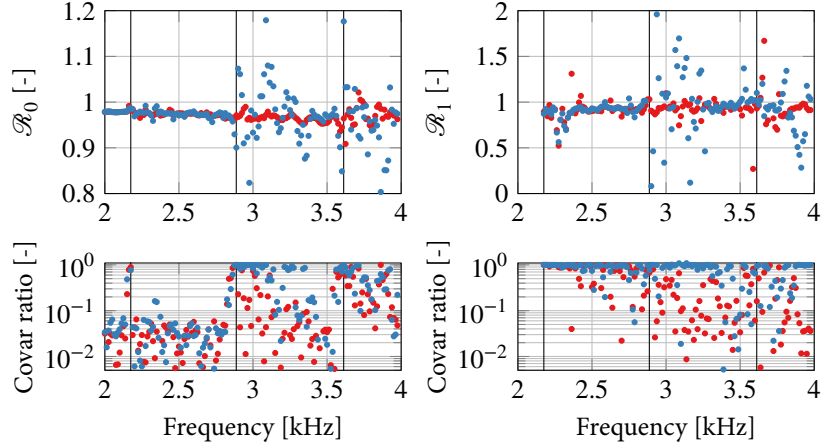 1.2
1
0.9
0.8
2 2.5 3 3.5 4
ℛ0 [-]
2
1.5
1
0.5
0
2 2.5 3 3.5 4
ℛ1 [-]
10^0
10^−1
10^−2
2 2.5 3 3.5 4
Covar ratio [-]
Frequency [kHz]
10^0
10^−1
10^−2
2 2.5 3 3.5 4
Covar ratio [-]
Frequency [kHz]